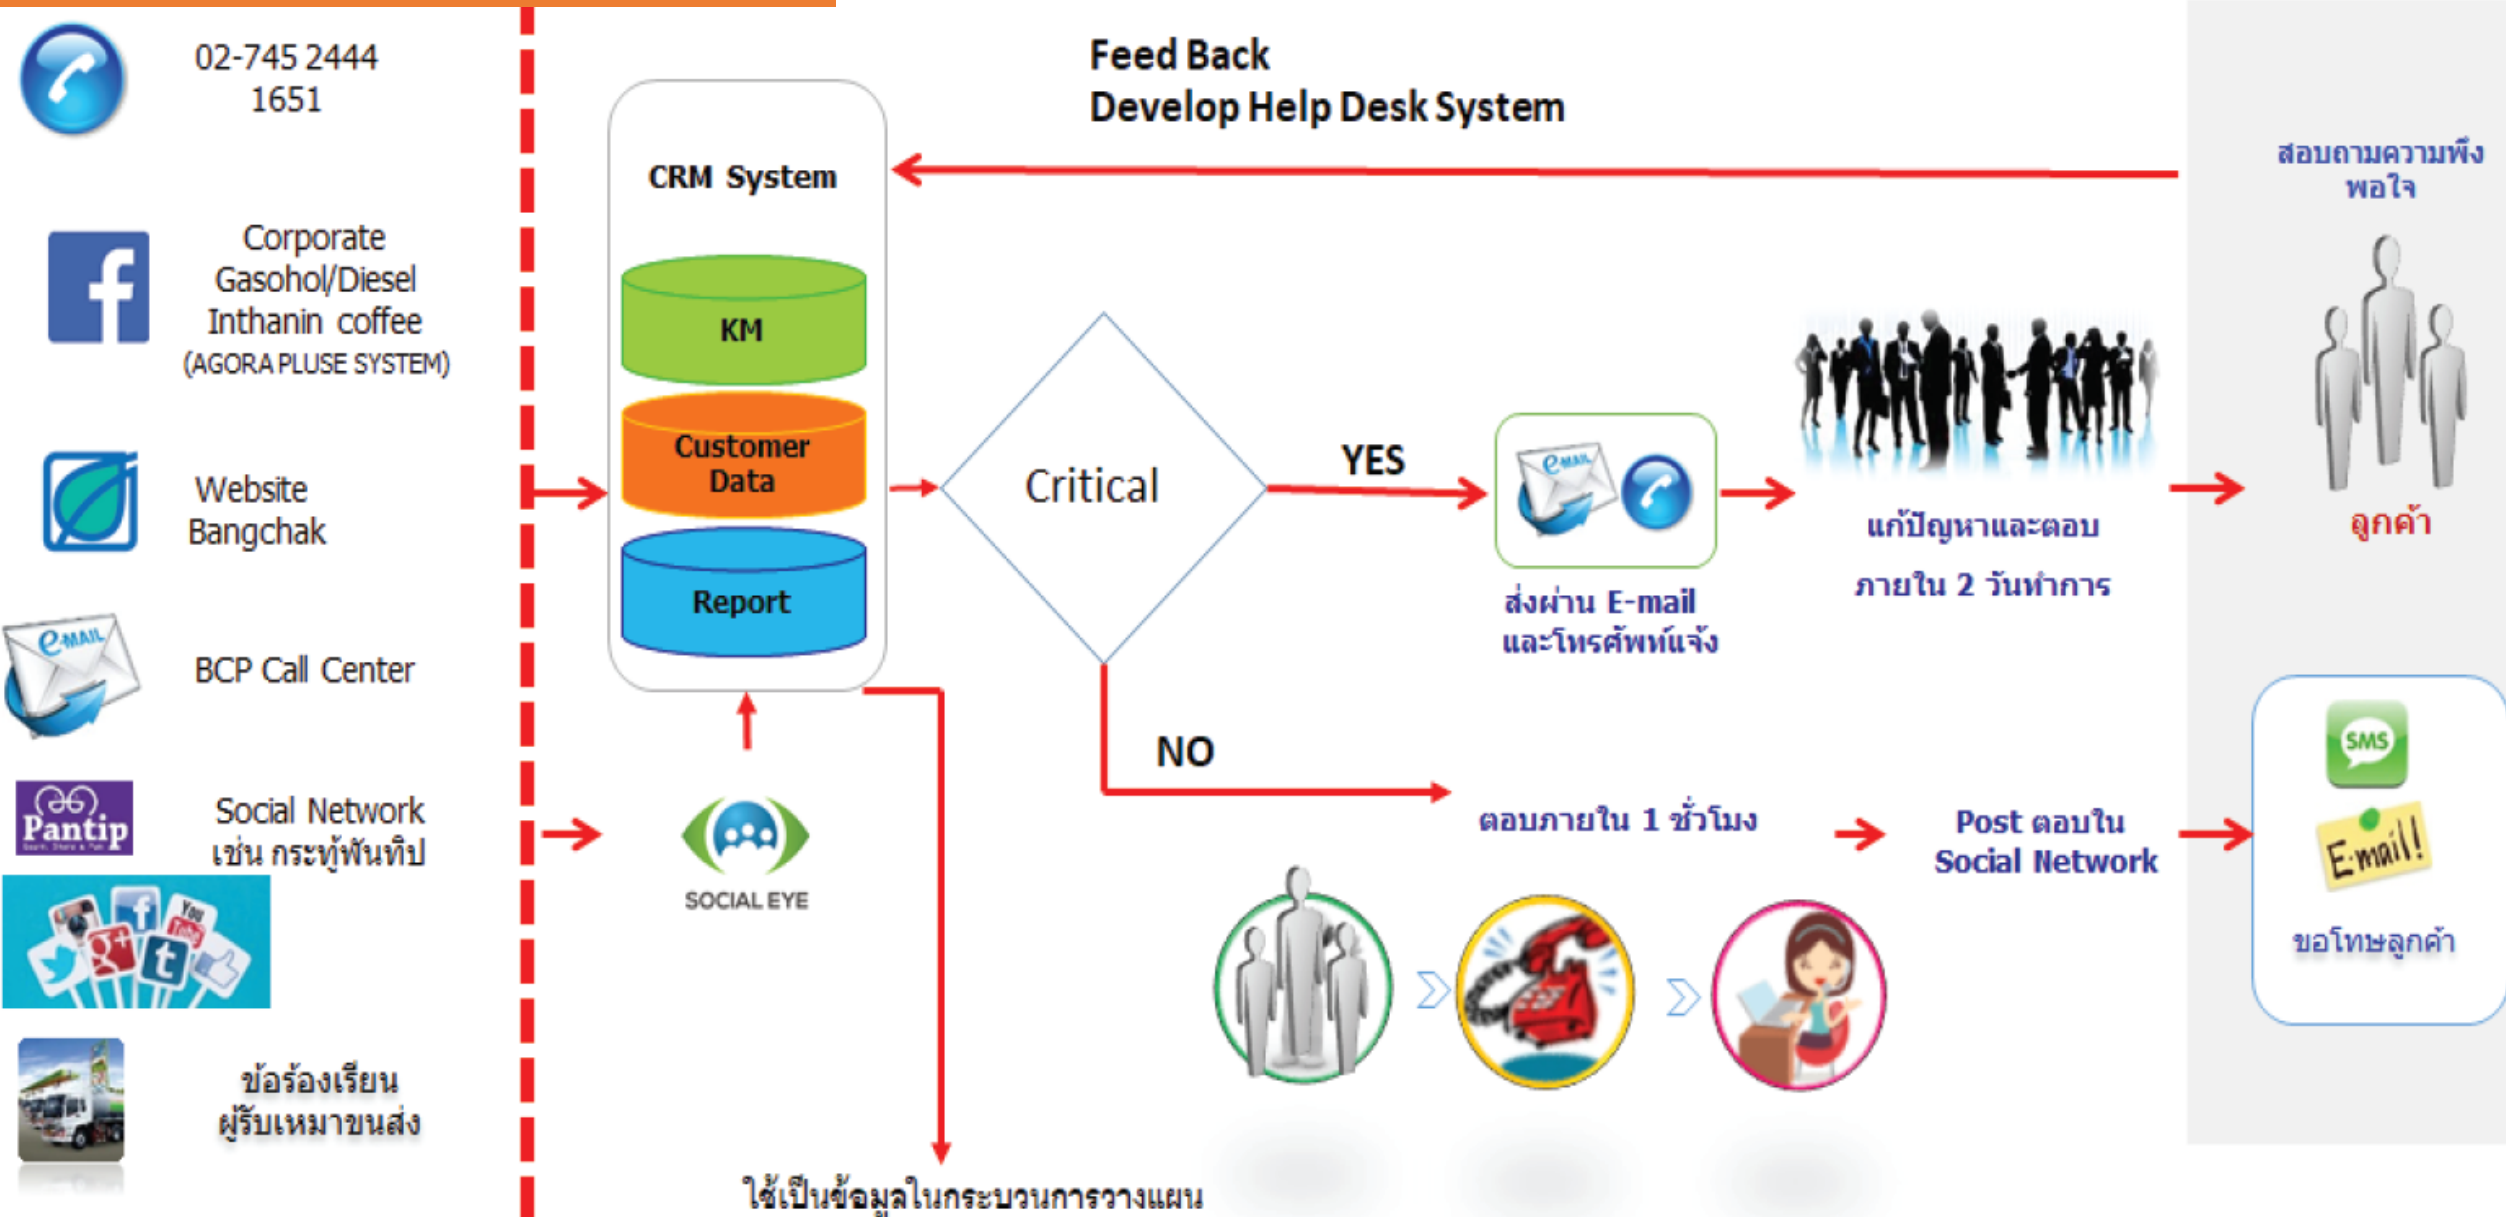 02-745 2444
1651
Corporate
Gasohol/Diesel
Inthanin coffee
(AGORA PLUSE SYSTEM)
Website
Bangchak
e-MAIL
BCP Call Center
Pantip
Social Network
เช่น กระทู้พันทิป
You
Tube
ข้อร้องเรียน
ผู้รับเหมาขนส่ง
CRM System
KM
Customer
Data
Report
SOCIAL EYE
ใช้เป็นข้อมูลในกระบวนการวางแผน
Feed Back
Develop Help Desk System
Critical
YES
e-MAIL
ส่งผ่าน E-mail
และโทรศัพท์แจ้ง
แก้ปัญหาและตอบ
ภายใน 2 วันทำการ
NO
ตอบภายใน 1 ชั่วโมง
Post ตอบใน
Social Network
สอบถามความพึง
พอใจ
ลูกค้า
SMS
E-mail!
ขอโทษลูกค้า